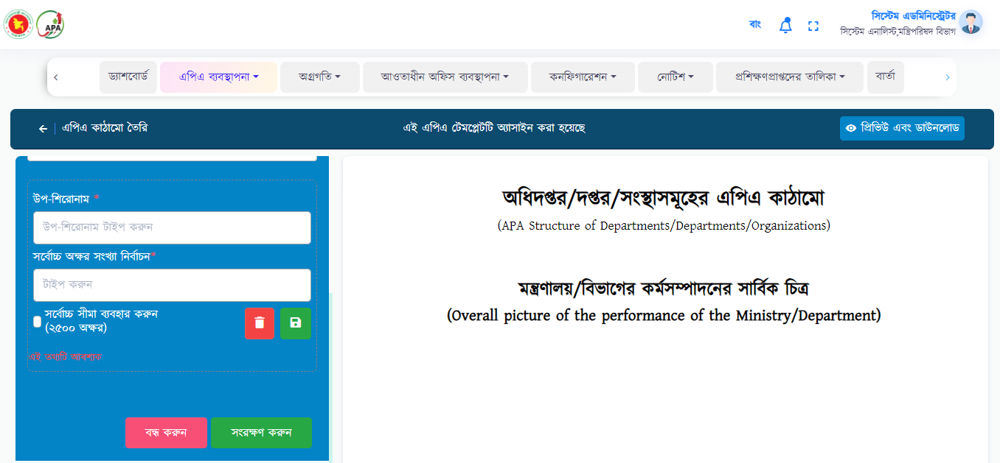 APA
বাং
সিস্টেম এডমিনিস্ট্রেটর
সিস্টেম এনালিস্ট,মন্ত্রিপরিষদ বিভাগ
ড্যাশবোর্ড
এপিএ ব্যবস্থাপনা
অগ্রগতি
আওতাধীন অফিস ব্যবস্থাপনা
কনফিগারেশন
নোটিশ
প্রশিক্ষণপ্রাপ্তদের তালিকা
বার্তা
এপিএ কাঠামো তৈরি
এই এপিএ টেমপ্লেটটি অ্যাসাইন করা হয়েছে
প্রিভিউ এবং ডাউনলোড
উপ-শিরোনাম *
উপ-শিরোনাম টাইপ করুন
সর্বোচ্চ অক্ষর সংখ্যা নির্বাচন*
টাইপ করুন
সর্বোচ্চ সীমা ব্যবহার করুন
(২৫০০ অক্ষর)
এই তথ্যটি আবশ্যক
বন্ধ করুন
সংরক্ষণ করুন
অধিদপ্তর/দপ্তর/সংস্থাসমূহের এপিএ কাঠামো
(APA Structure of Departments/Departments/Organizations)
মন্ত্রণালয়/বিভাগের কর্মসম্পাদনের সার্বিক চিত্র
(Overall picture of the performance of the Ministry/Department)